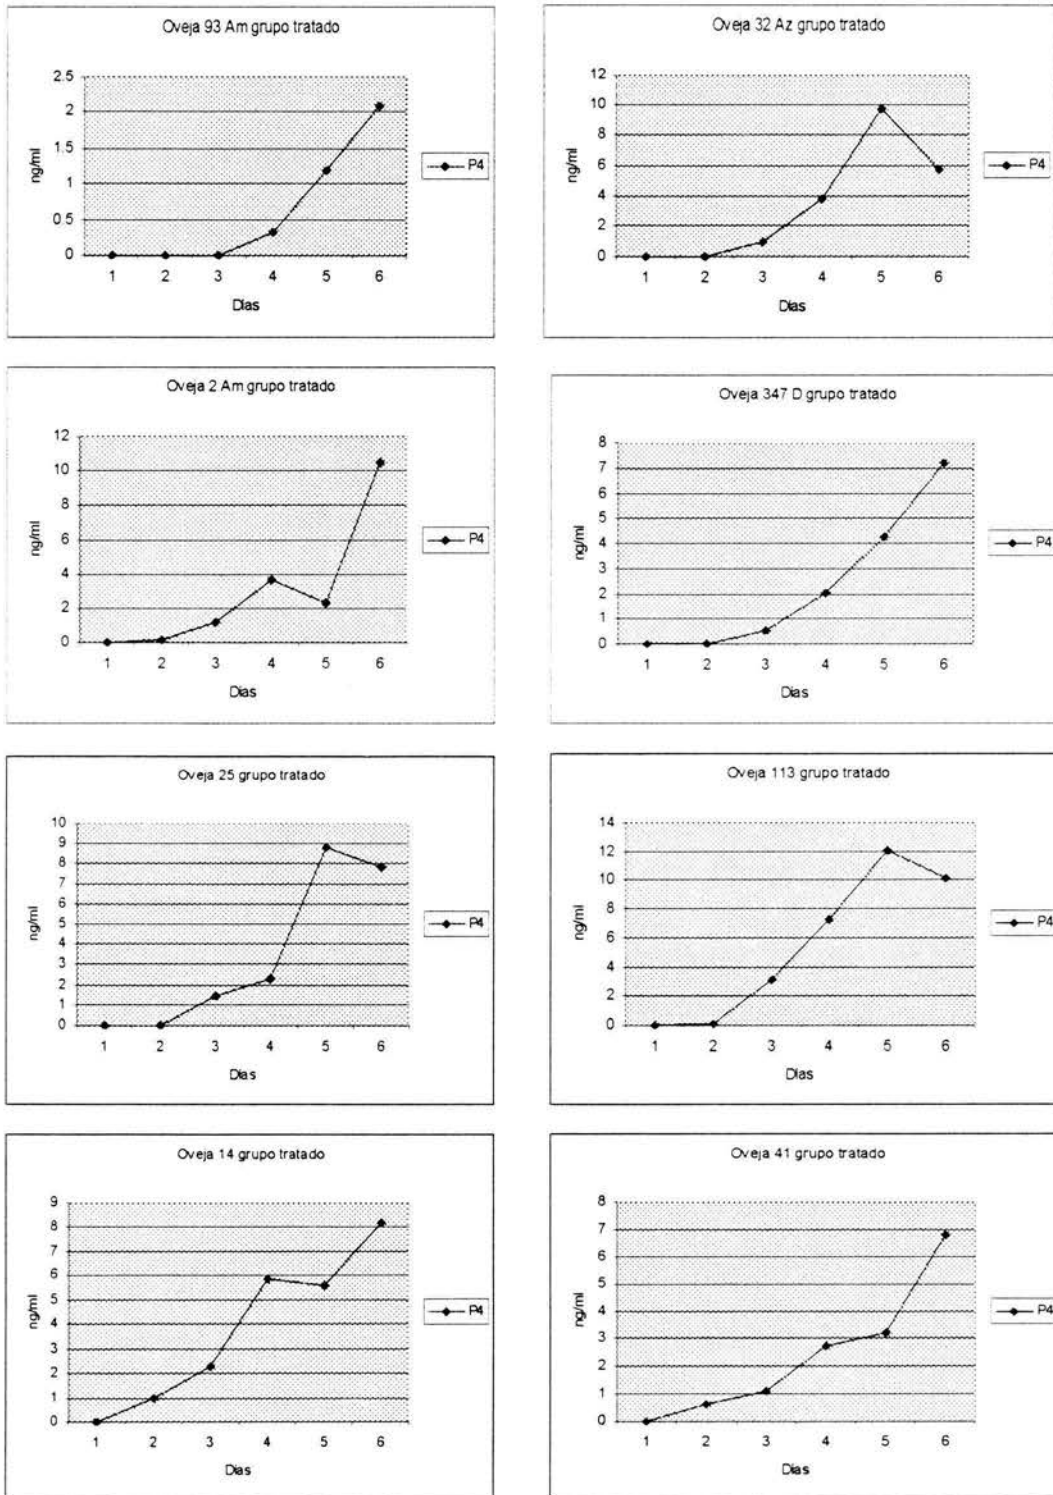 Oveja 93 Am grupo tratado
2.5
2
1.5
1
0.5
0
ng/ml
1 2 3 4 5 6
Dias
P4
Oveja 32 Az grupo tratado
12
10
8
6
4
2
0
ng/ml
1 2 3 4 5 6
Dias
P4
Oveja 2 Am grupo tratado
12
10
8
6
4
2
0
ng/ml
1 2 3 4 5 6
Dias
P4
Oveja 347 D grupo tratado
8
7
6
5
4
3
2
1
0
ng/ml
1 2 3 4 5 6
Dias
P4
Oveja 25 grupo tratado
10
9
8
7
6
5
4
3
2
1
0
ng/ml
1 2 3 4 5 6
Dias
P4
Oveja 113 grupo tratado
14
12
10
8
6
4
2
0
ng/ml
1 2 3 4 5 6
Dias
P4
Oveja 14 grupo tratado
9
8
7
6
5
4
3
2
1
0
ng/ml
1 2 3 4 5 6
Dias
P4
Oveja 41 grupo tratado
8
7
6
5
4
3
2
1
0
ng/ml
1 2 3 4 5 6
Dias
P4